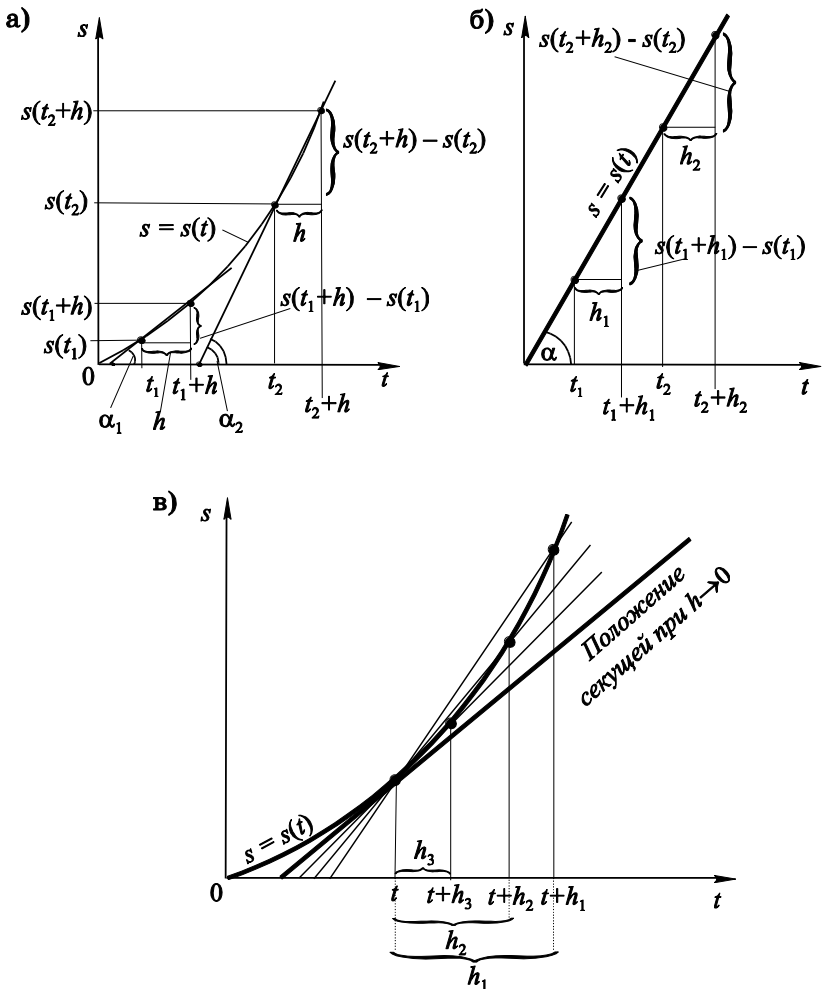 а)
s
s(t₂+h)
s(t₂+h) – s(t₂)
s(t₂)
h
s = s(t)
s(t₁+h)
s(t₁+h) – s(t₁)
s(t₁)
0
t₁
t₁+h
t₂
t₂+h
t
α₁
h
α₂
б)
s
s(t₂+h₂) - s(t₂)
h₂
s = s(t)
s(t₁+h₁) – s(t₁)
h₁
α
t₁
t₁+h₁
t₂
t₂+h₂
t
в)
s
Положение
секущей при h→0
s = s(t)
h₃
0
t
t+h₃
t+h₂
t+h₁
t
h₂
h₁